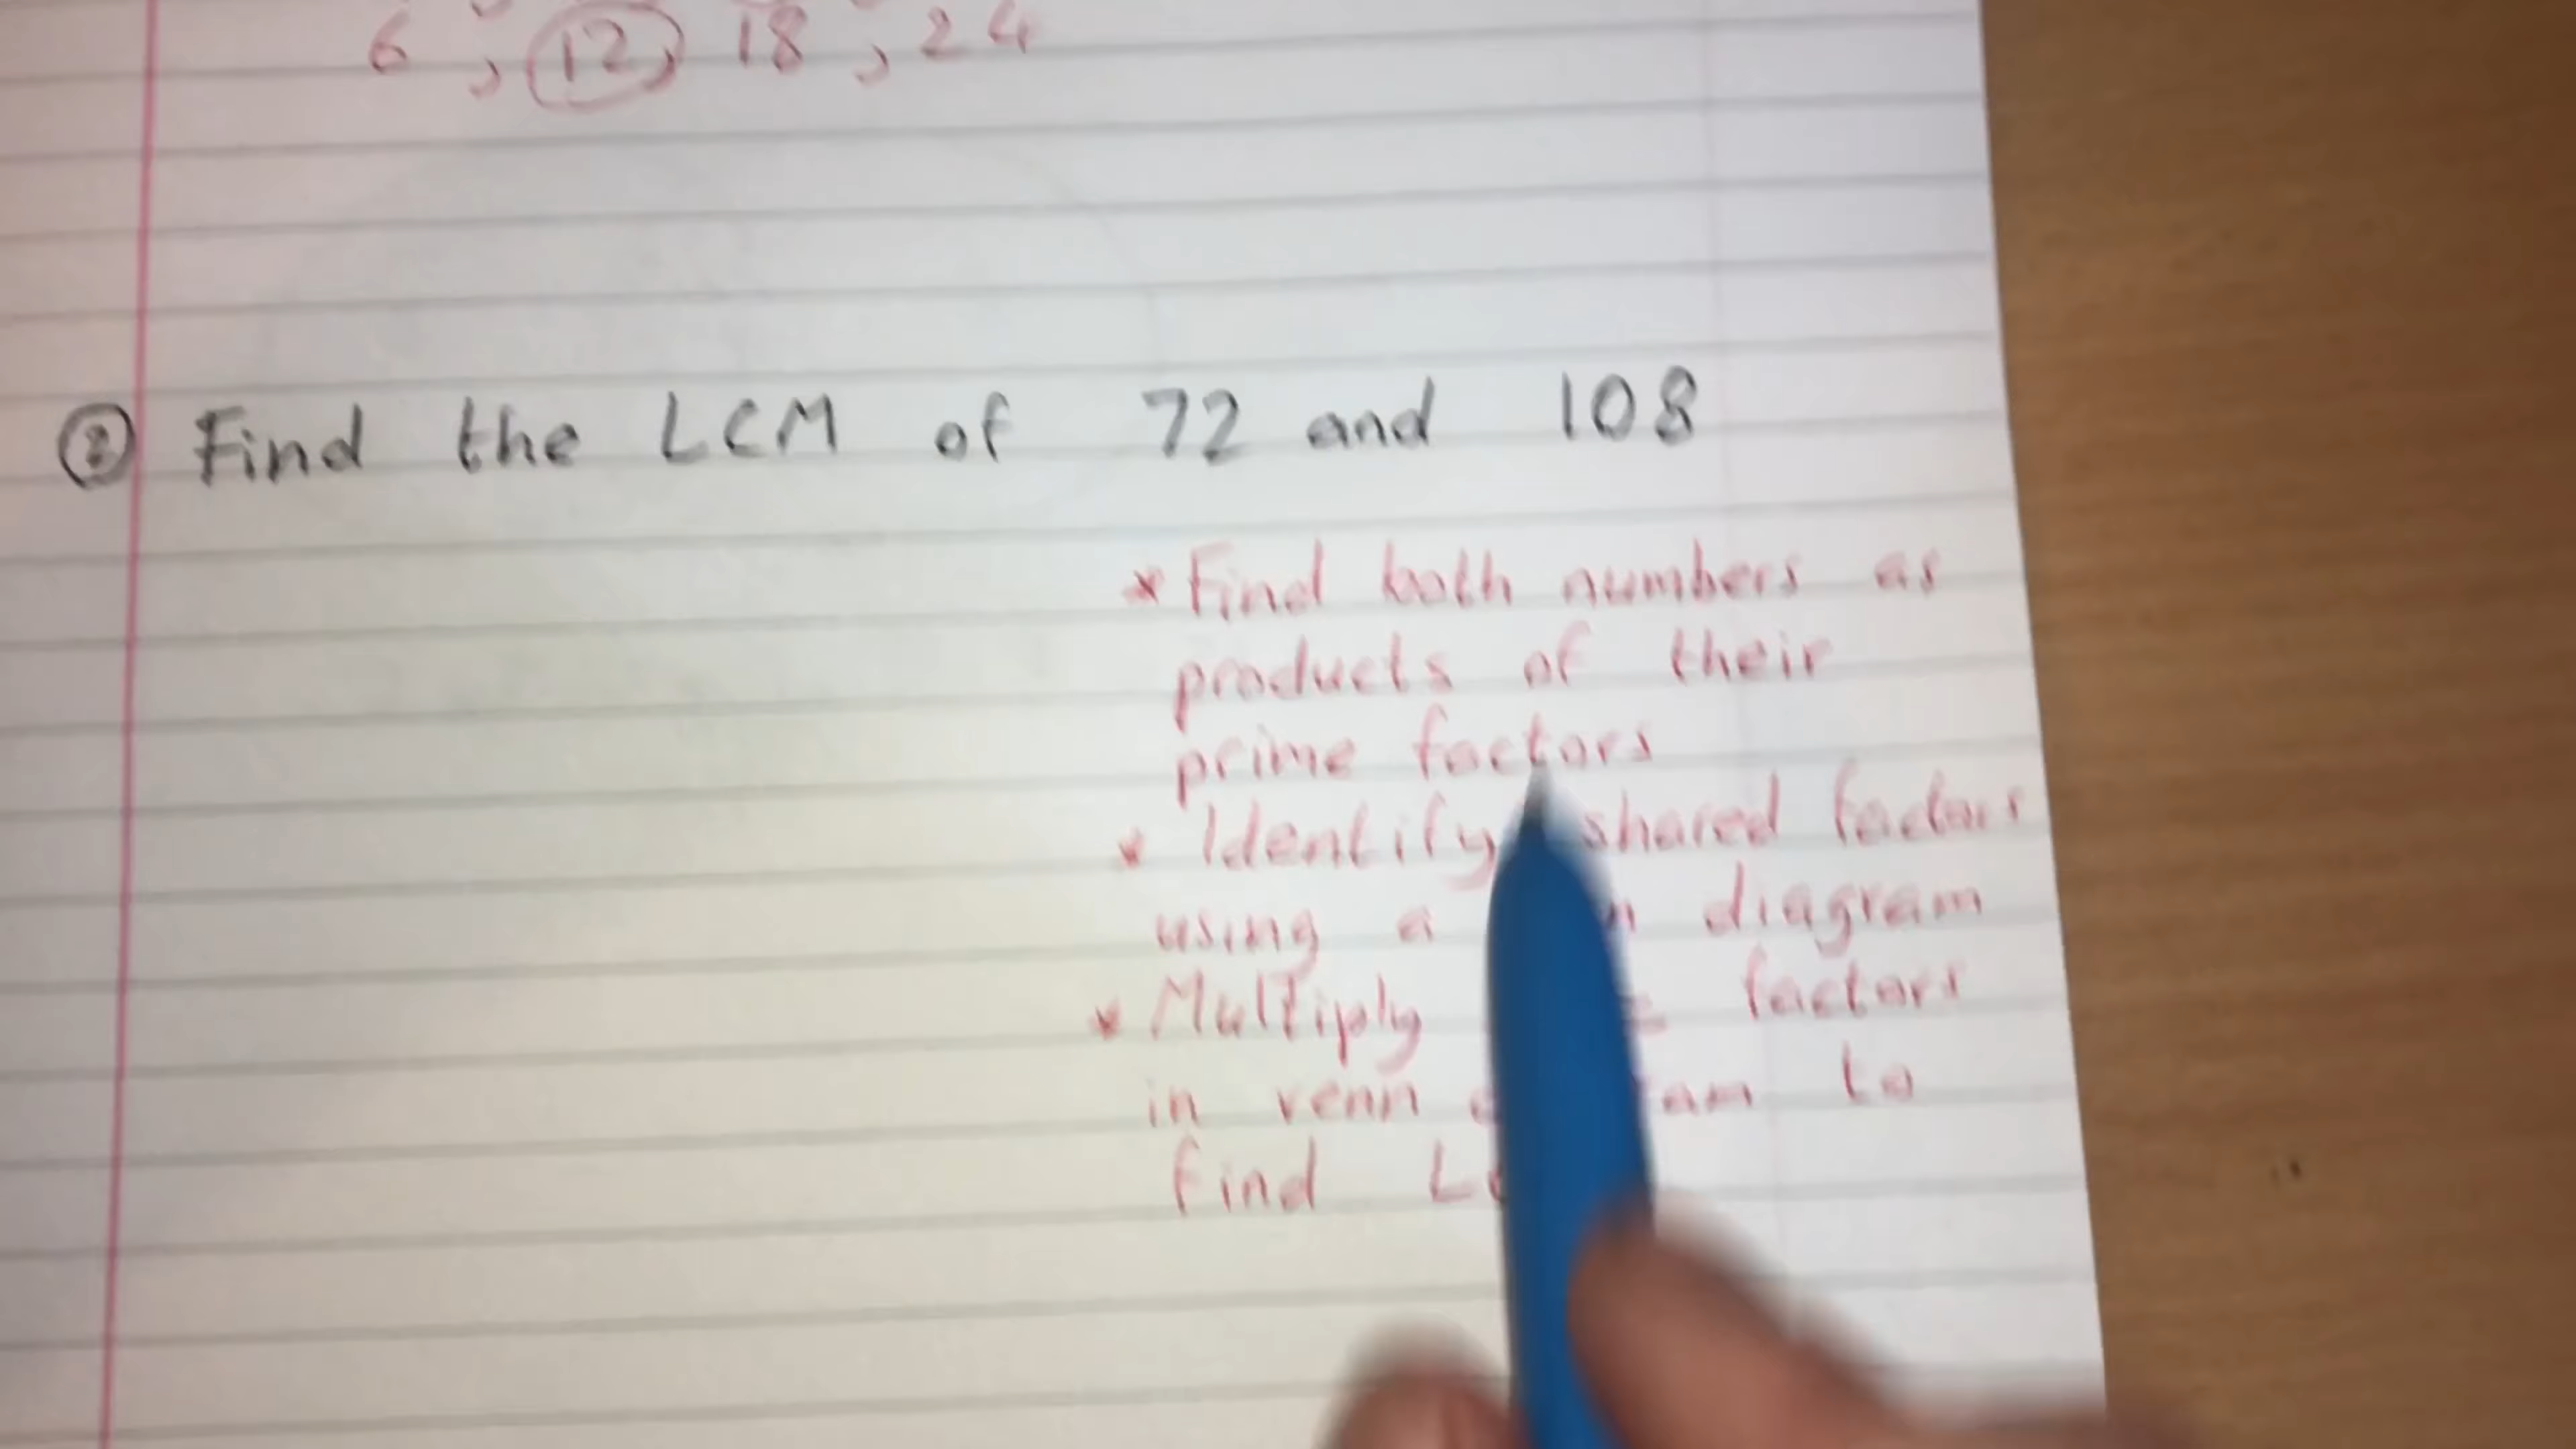 6 , 12, 18 , 24
② Find the LCM of 72 and 108
* Find both numbers as
products of their
prime factors
* Identify shared factors
using a diagram
* Multiply factors
in venn to
find